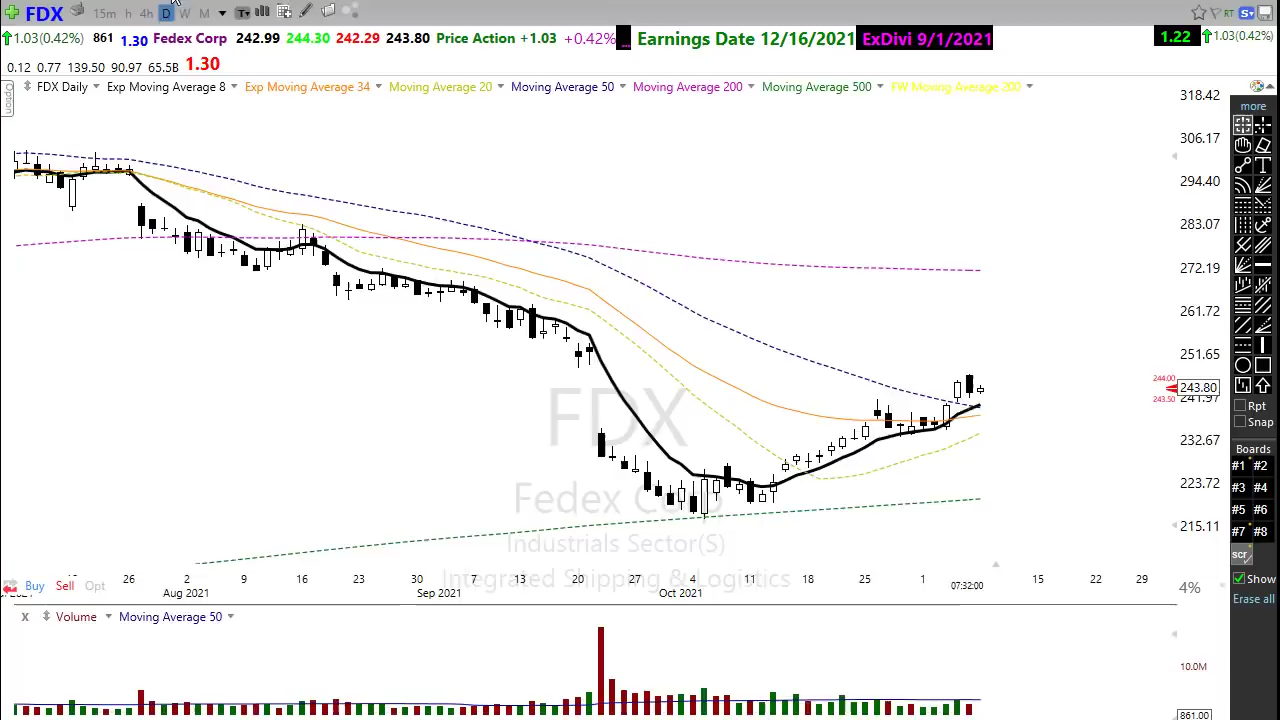 FDX 15m h 4h D W M T RT S
1.03(0.42%) 861 1.30 Fedex Corp 242.99 244.30 242.29 243.80 Price Action +1.03 +0.42% ... Earnings Date 12/16/2021 ExDivi 9/1/2021 1.22 1.03(0.42%)
0.12 0.77 139.50 90.97 65.5B 1.30
Option
FDX Daily Exp Moving Average 8 Exp Moving Average 34 Moving Average 20 Moving Average 50 Moving Average 200 Moving Average 500 FW Moving Average 200
318.42
306.17
294.40
283.07
272.19
261.72
251.65
244.00
243.80
243.50
241.97
232.67
223.72
215.11
more
Rpt
Snap
Boards
#1 #2
#3 #4
#5 #6
#7 #8
scr
Show
Erase all
FDX
Fedex Corp
Industrials Sector(S)
Integrated Shipping & Logistics
26 2 9 16 23 30 7 13 20 27 4 11 18 25 1 07:32:00 15 22 29
Aug 2021 Sep 2021 Oct 2021
Buy Sell Opt
4%
X Volume Moving Average 50
10.0M
861.00